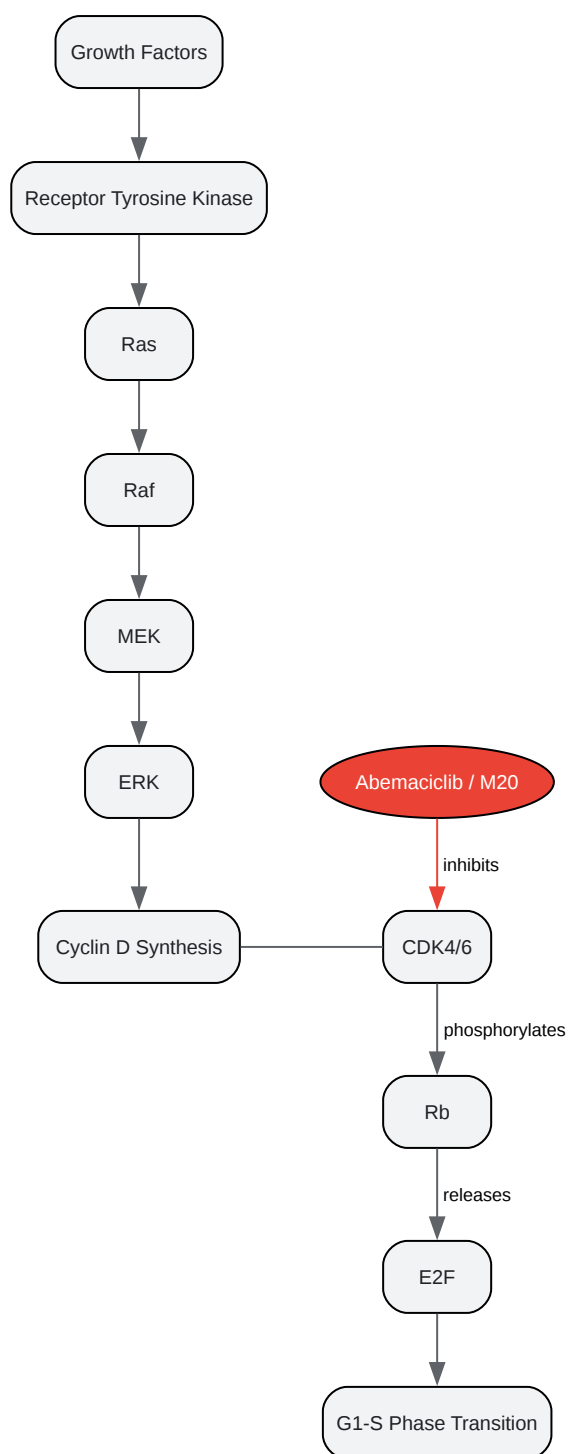 Growth Factors
Receptor Tyrosine Kinase
Ras
Raf
MEK
ERK
Abemaciclib / M20
inhibits
Cyclin D Synthesis
CDK4/6
phosphorylates
Rb
releases
E2F
G1-S Phase Transition